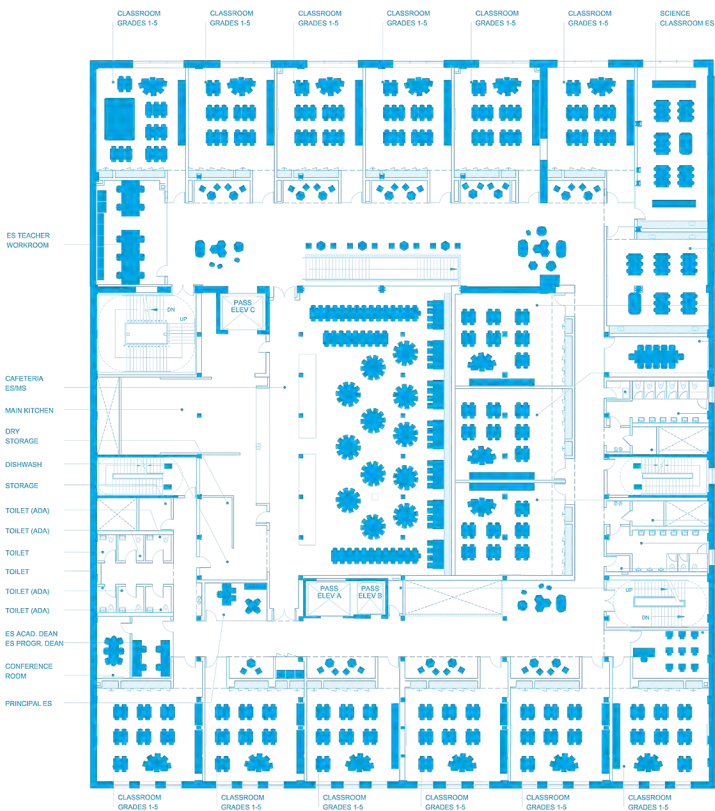 CLASSROOM
GRADES 1-5
CLASSROOM
GRADES 1-5
CLASSROOM
GRADES 1-5
CLASSROOM
GRADES 1-5
CLASSROOM
GRADES 1-5
CLASSROOM
GRADES 1-5
SCIENCE
CLASSROOM ES
ES TEACHER
WORKROOM
DN
UP
PASS
ELEV C
CAFETERIA
ES/MS
MAIN KITCHEN
DRY
STORAGE
DISHWASH
STORAGE
TOILET (ADA)
TOILET (ADA)
TOILET
TOILET
TOILET (ADA)
TOILET (ADA)
PASS
ELEV A
PASS
ELEV B
UP
DN
ES ACAD. DEAN
ES PROGR. DEAN
CONFERENCE
ROOM
PRINCIPAL ES
CLASSROOM
GRADES 1-5
CLASSROOM
GRADES 1-5
CLASSROOM
GRADES 1-5
CLASSROOM
GRADES 1-5
CLASSROOM
GRADES 1-5
CLASSROOM
GRADES 1-5